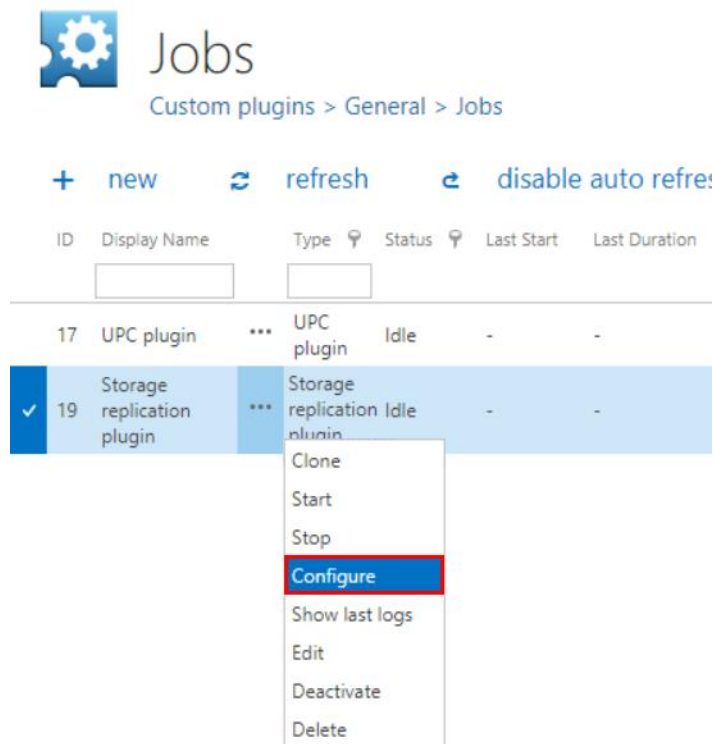 Jobs
Custom plugins > General > Jobs
+ new refresh disable auto refres
ID Display Name Type Status Last Start Last Duration
17 UPC plugin ••• UPC plugin Idle - -
19 Storage replication plugin ••• Storage replication plugin Idle - -
Clone
Start
Stop
Configure
Show last logs
Edit
Deactivate
Delete